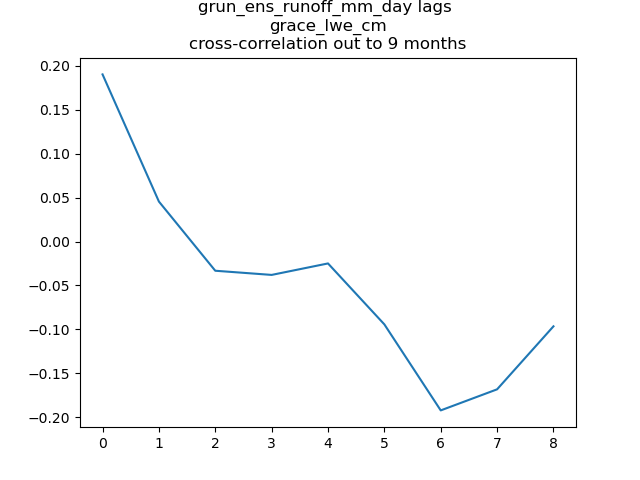 grun_ens_runoff_mm_day lags
grace_lwe_cm
cross-correlation out to 9 months
0.20
0.15
0.10
0.05
0.00
−0.05
−0.10
−0.15
−0.20
0 1 2 3 4 5 6 7 8